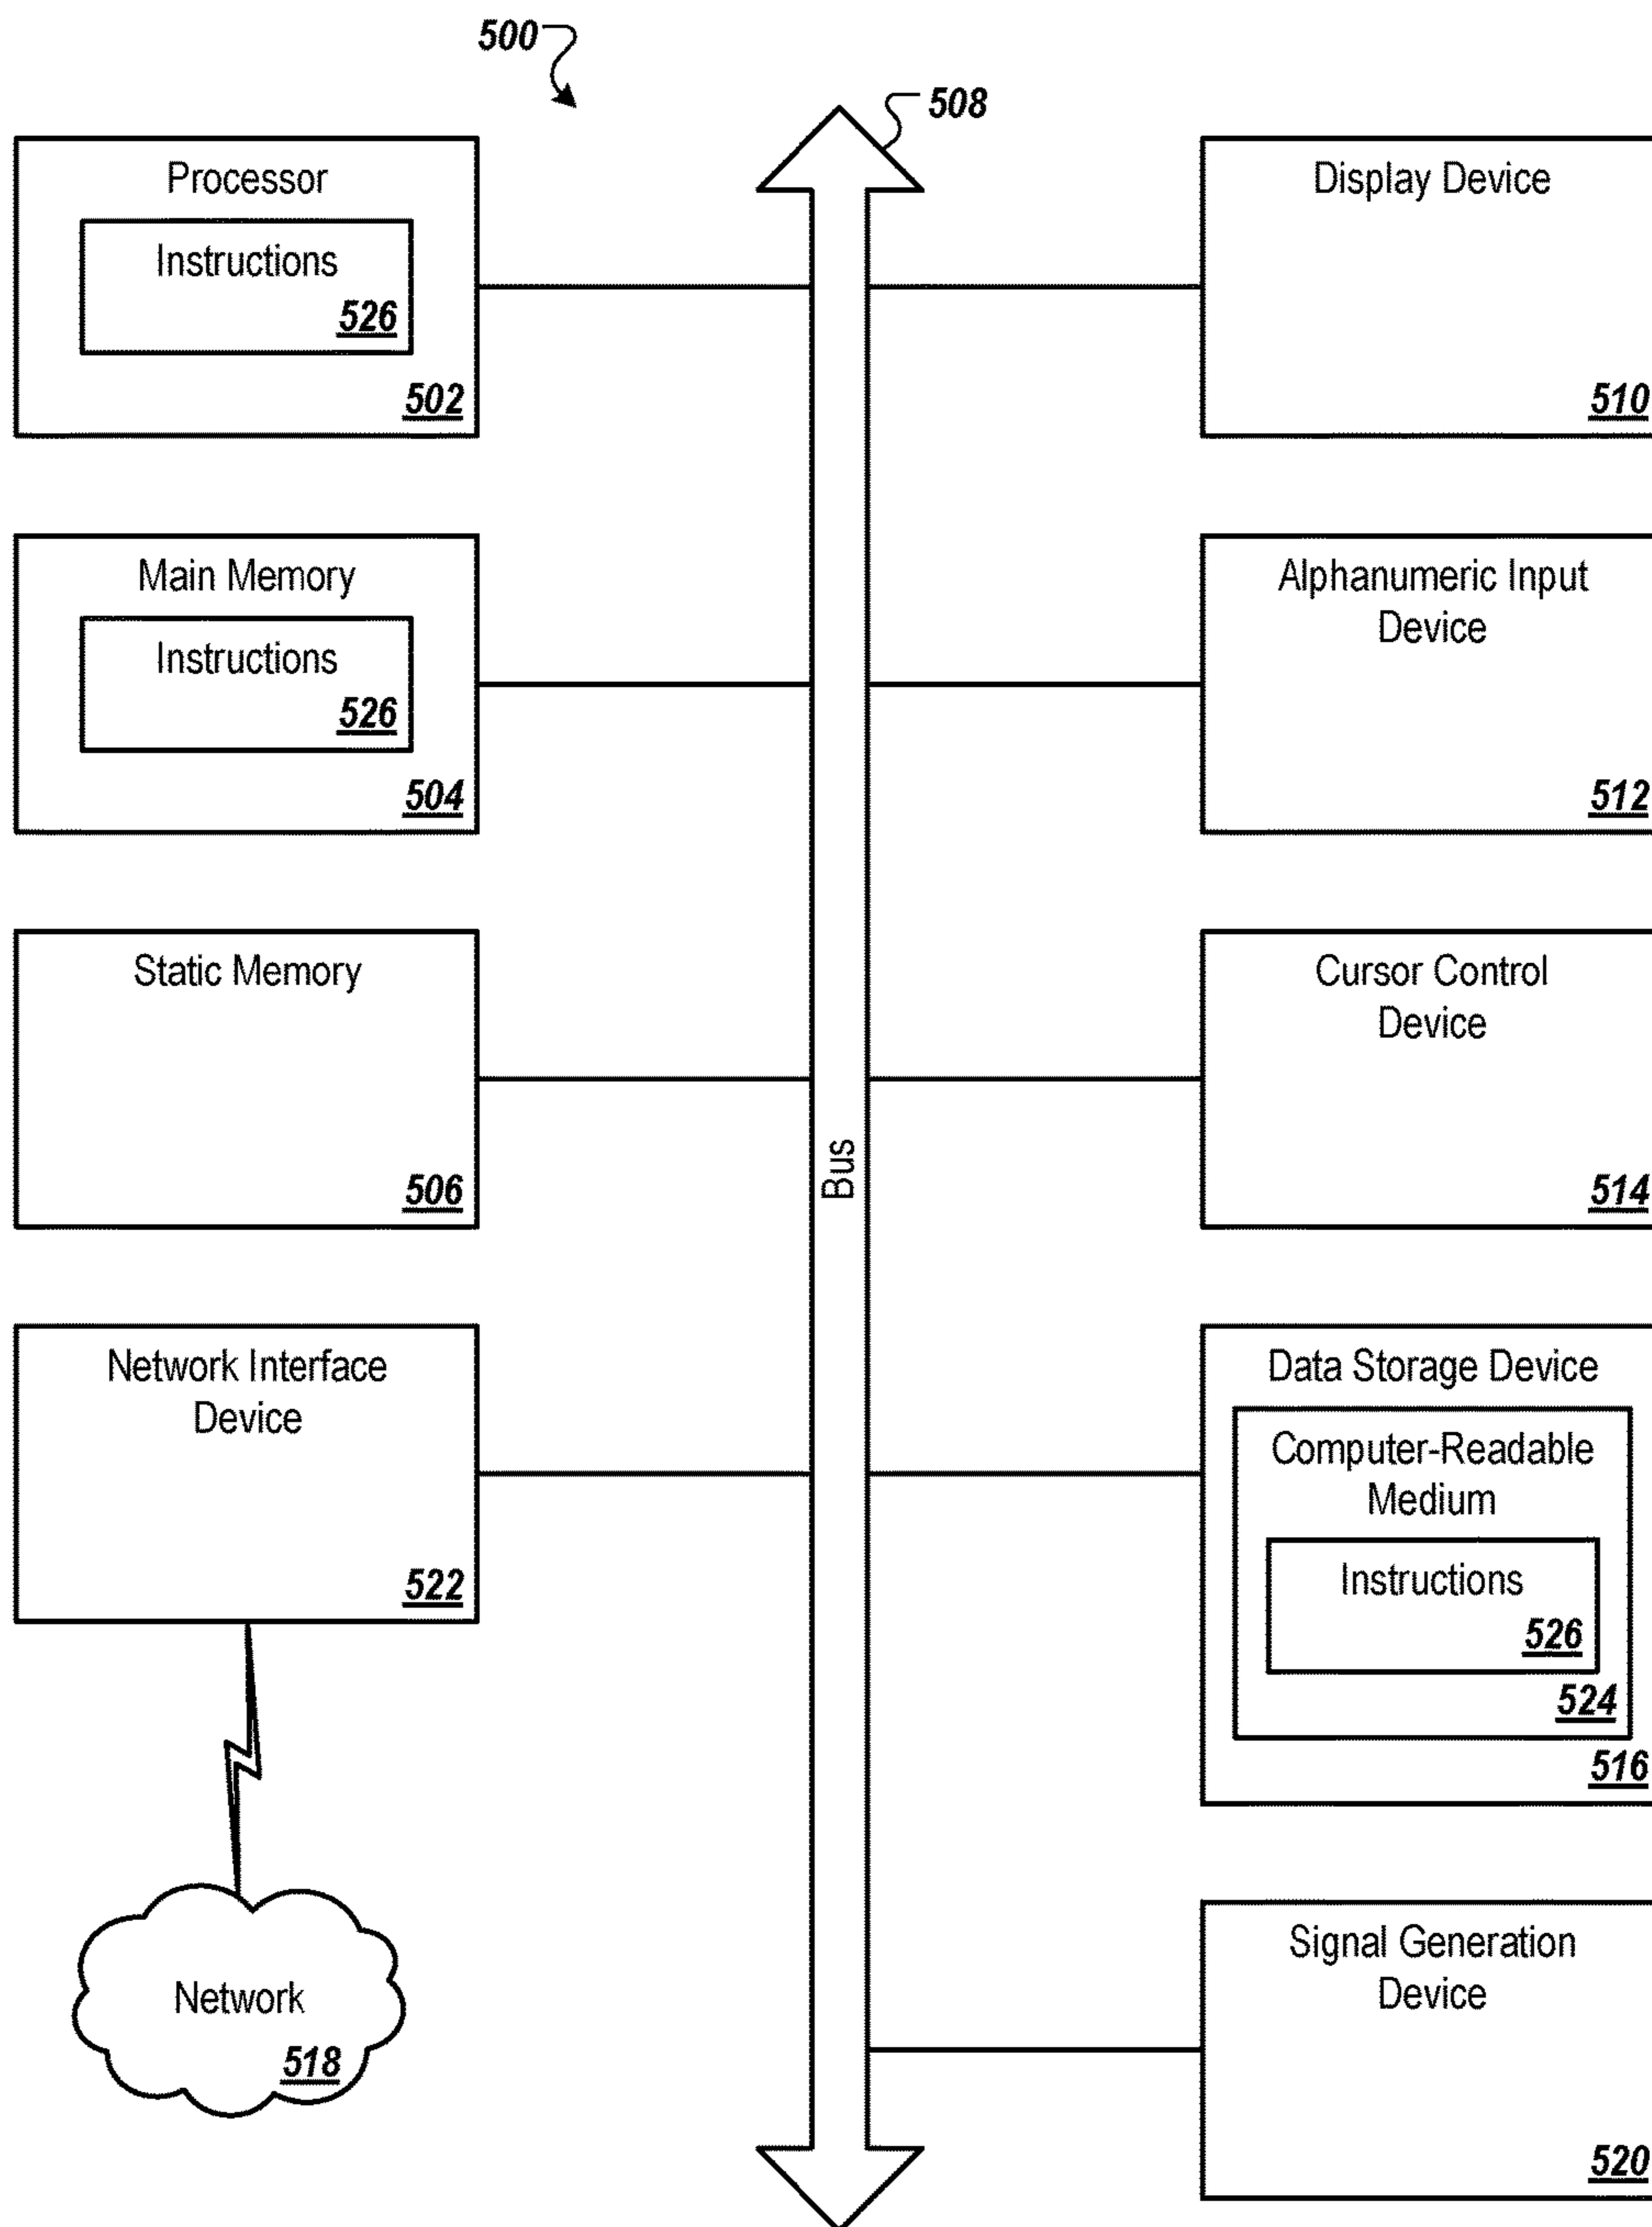 500
508
Processor
Instructions
526
502
Display Device
510
Main Memory
Instructions
526
504
Alphanumeric Input
Device
512
Static Memory
506
Cursor Control
Device
514
Bus
Network Interface
Device
522
Data Storage Device
Computer-Readable
Medium
Instructions
526
524
516
Network
518
Signal Generation
Device
520